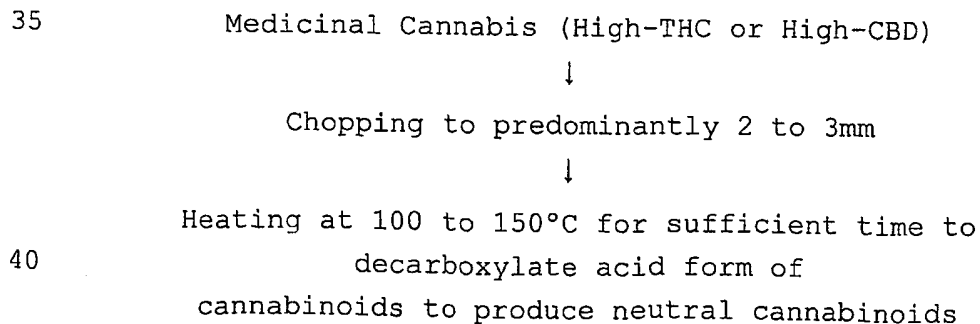 35 Medicinal Cannabis (High-THC or High-CBD)
↓
Chopping to predominantly 2 to 3mm
↓
Heating at 100 to 150°C for sufficient time to
40 decarboxylate acid form of
cannabinoids to produce neutral cannabinoids